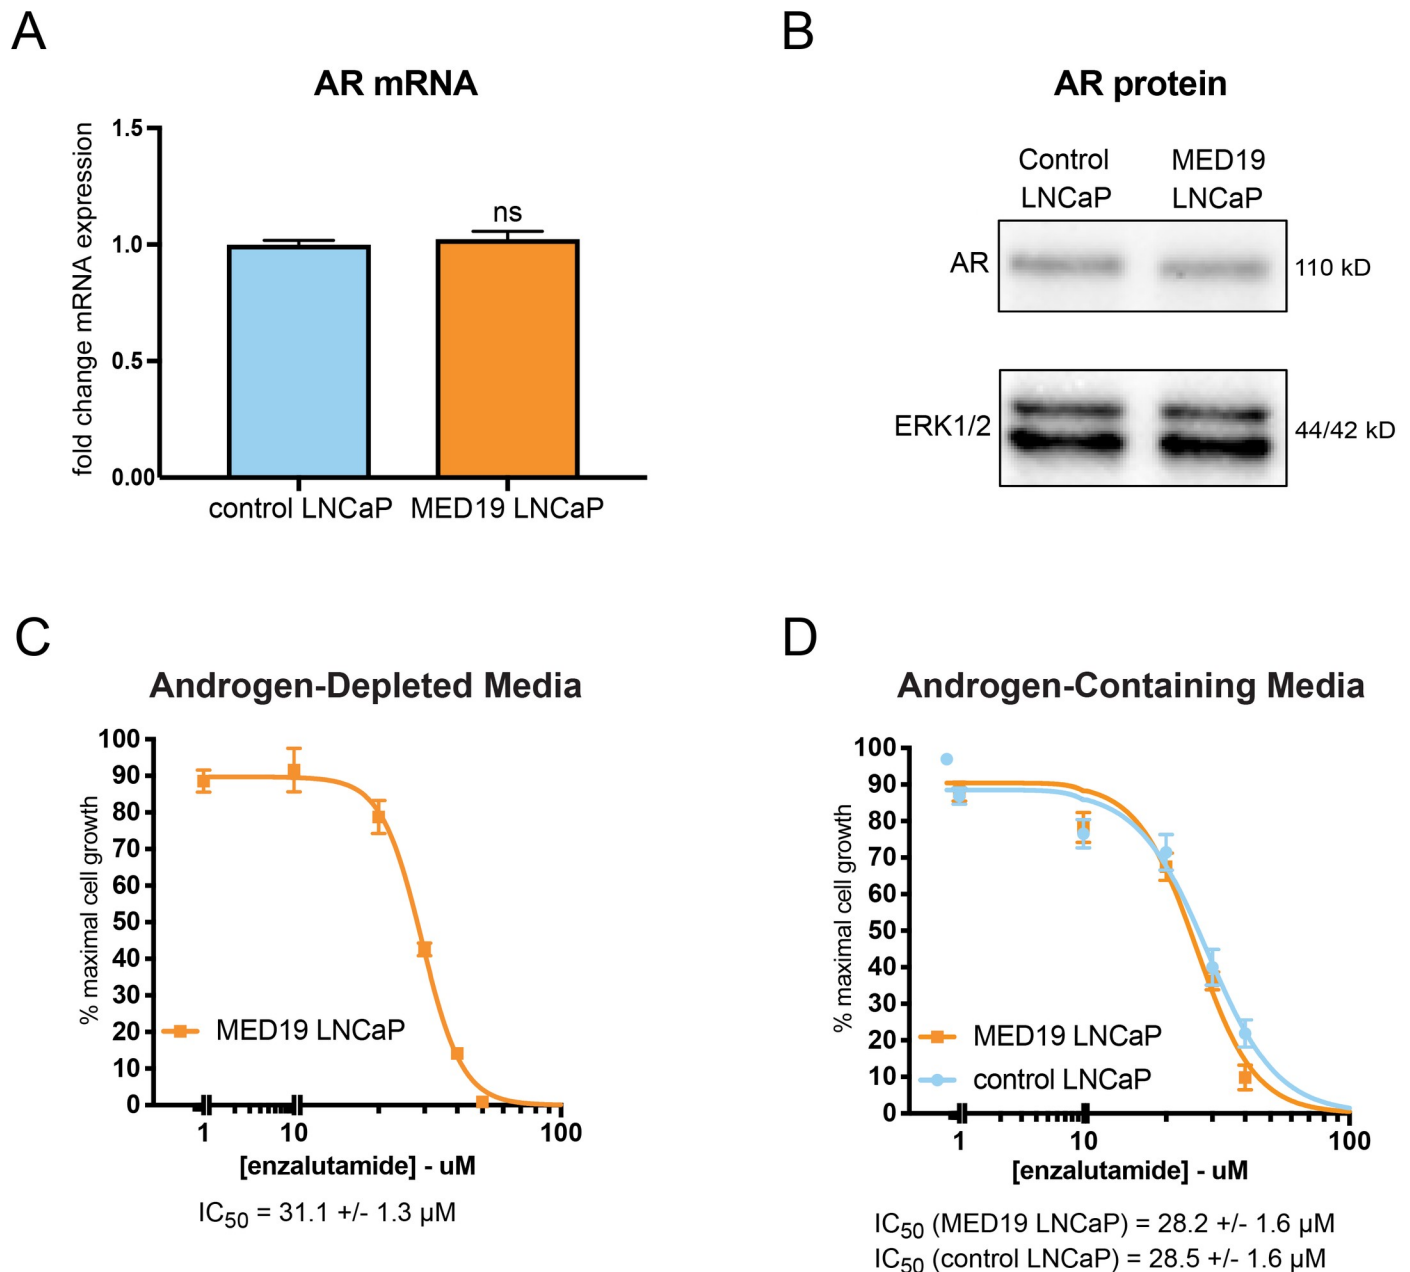 A
AR mRNA
fold change mRNA expression
1.5
1.0
0.5
0.00
ns
control LNCaP
MED19 LNCaP
B
AR protein
Control
LNCaP
MED19
LNCaP
AR
110 kD
ERK1/2
44/42 kD
C
Androgen-Depleted Media
% maximal cell growth
100
90
80
70
60
50
40
30
20
10
0
MED19 LNCaP
1
10
100
[enzalutamide] - uM
IC50 = 31.1 +/- 1.3 µM
D
Androgen-Containing Media
% maximal cell growth
100
90
80
70
60
50
40
30
20
10
0
MED19 LNCaP
control LNCaP
1
10
100
[enzalutamide] - uM
IC50 (MED19 LNCaP) = 28.2 +/- 1.6 µM
IC50 (control LNCaP) = 28.5 +/- 1.6 µM